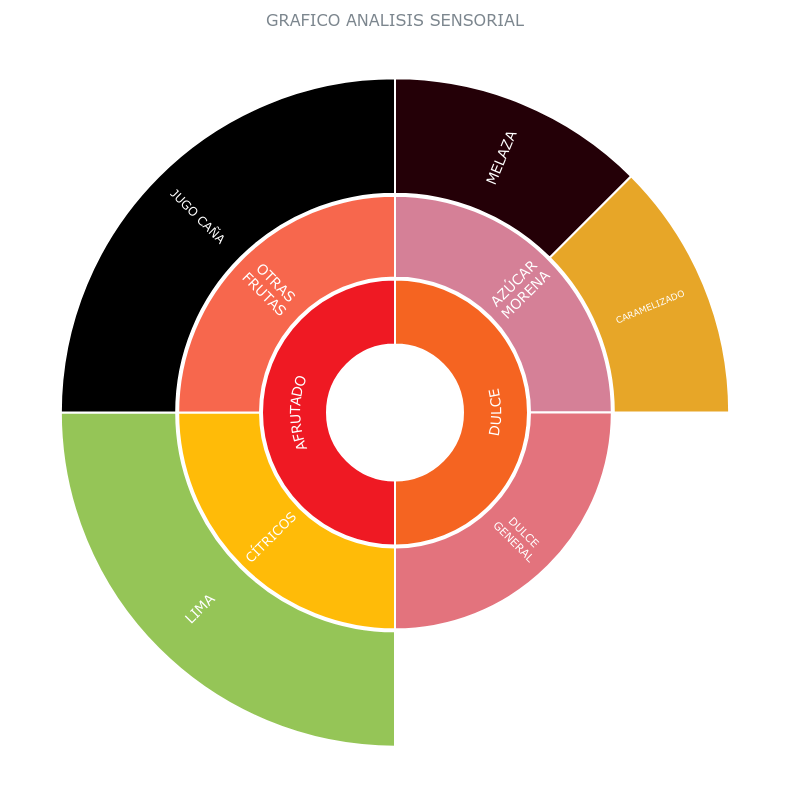 GRAFICO ANALISIS SENSORIAL
MELAZA
JUGO CAÑA
AZÚCAR
MORENA
OTRAS
FRUTAS
CARAMELIZADO
AFRUTADO
DULCE
CÍTRICOS
DULCE
GENERAL
LIMA